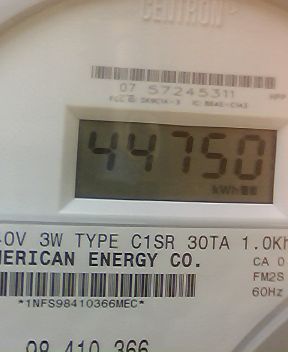 CENTRON
07 57245311
44750
kWh
40V 3W TYPE C1SR 30TA 1.0Kh
MERICAN ENERGY CO.
CA 0
FM2S
60Hz
*1NFS98410366MEC*
98 410 366